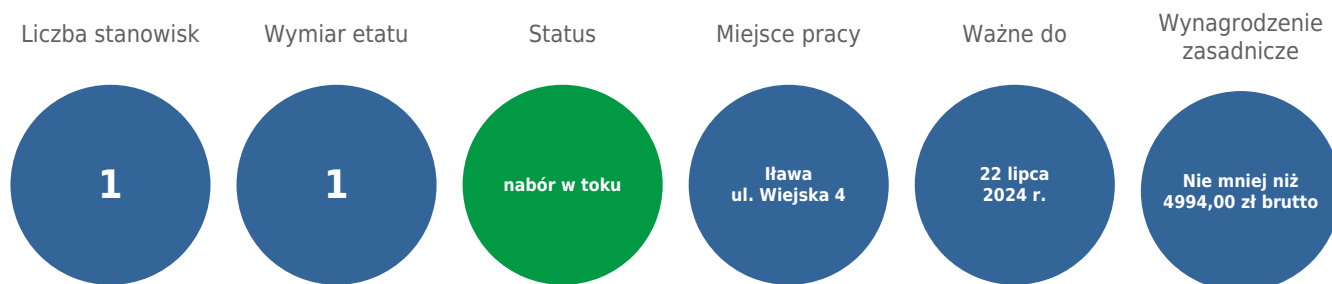 Liczba stanowisk
1
Wymiar etatu
1
Status
nabór w toku
Miejsce pracy
Iława
ul. Wiejska 4
Ważne do
22 lipca
2024 r.
Wynagrodzenie
zasadnicze
Nie mniej niż
4994,00 zł brutto